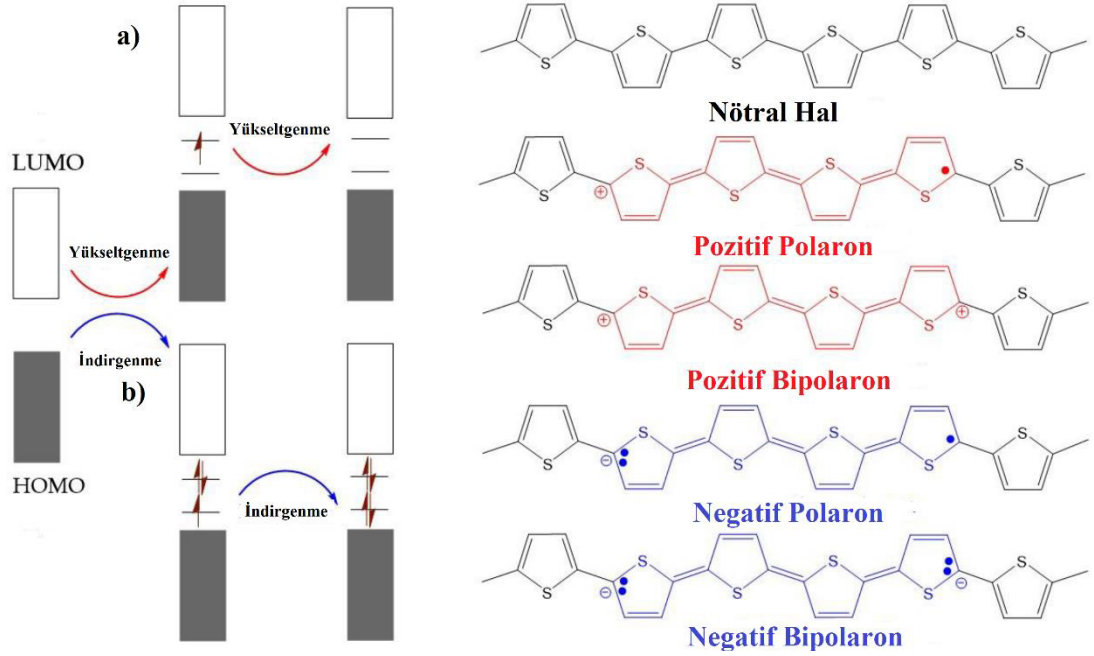 a)
Yükseltgenme
LUMO
Yükseltgenme
İndirgenme
b)
HOMO
İndirgenme
S S S S S S
Nötral Hal
S S S S S S
⊕ •
Pozitif Polaron
S S S S S S
⊕ ⊕
Pozitif Bipolaron
S S S S S S
⊖ •• •
Negatif Polaron
S S S S S S
⊖ •• •• ⊖
Negatif Bipolaron